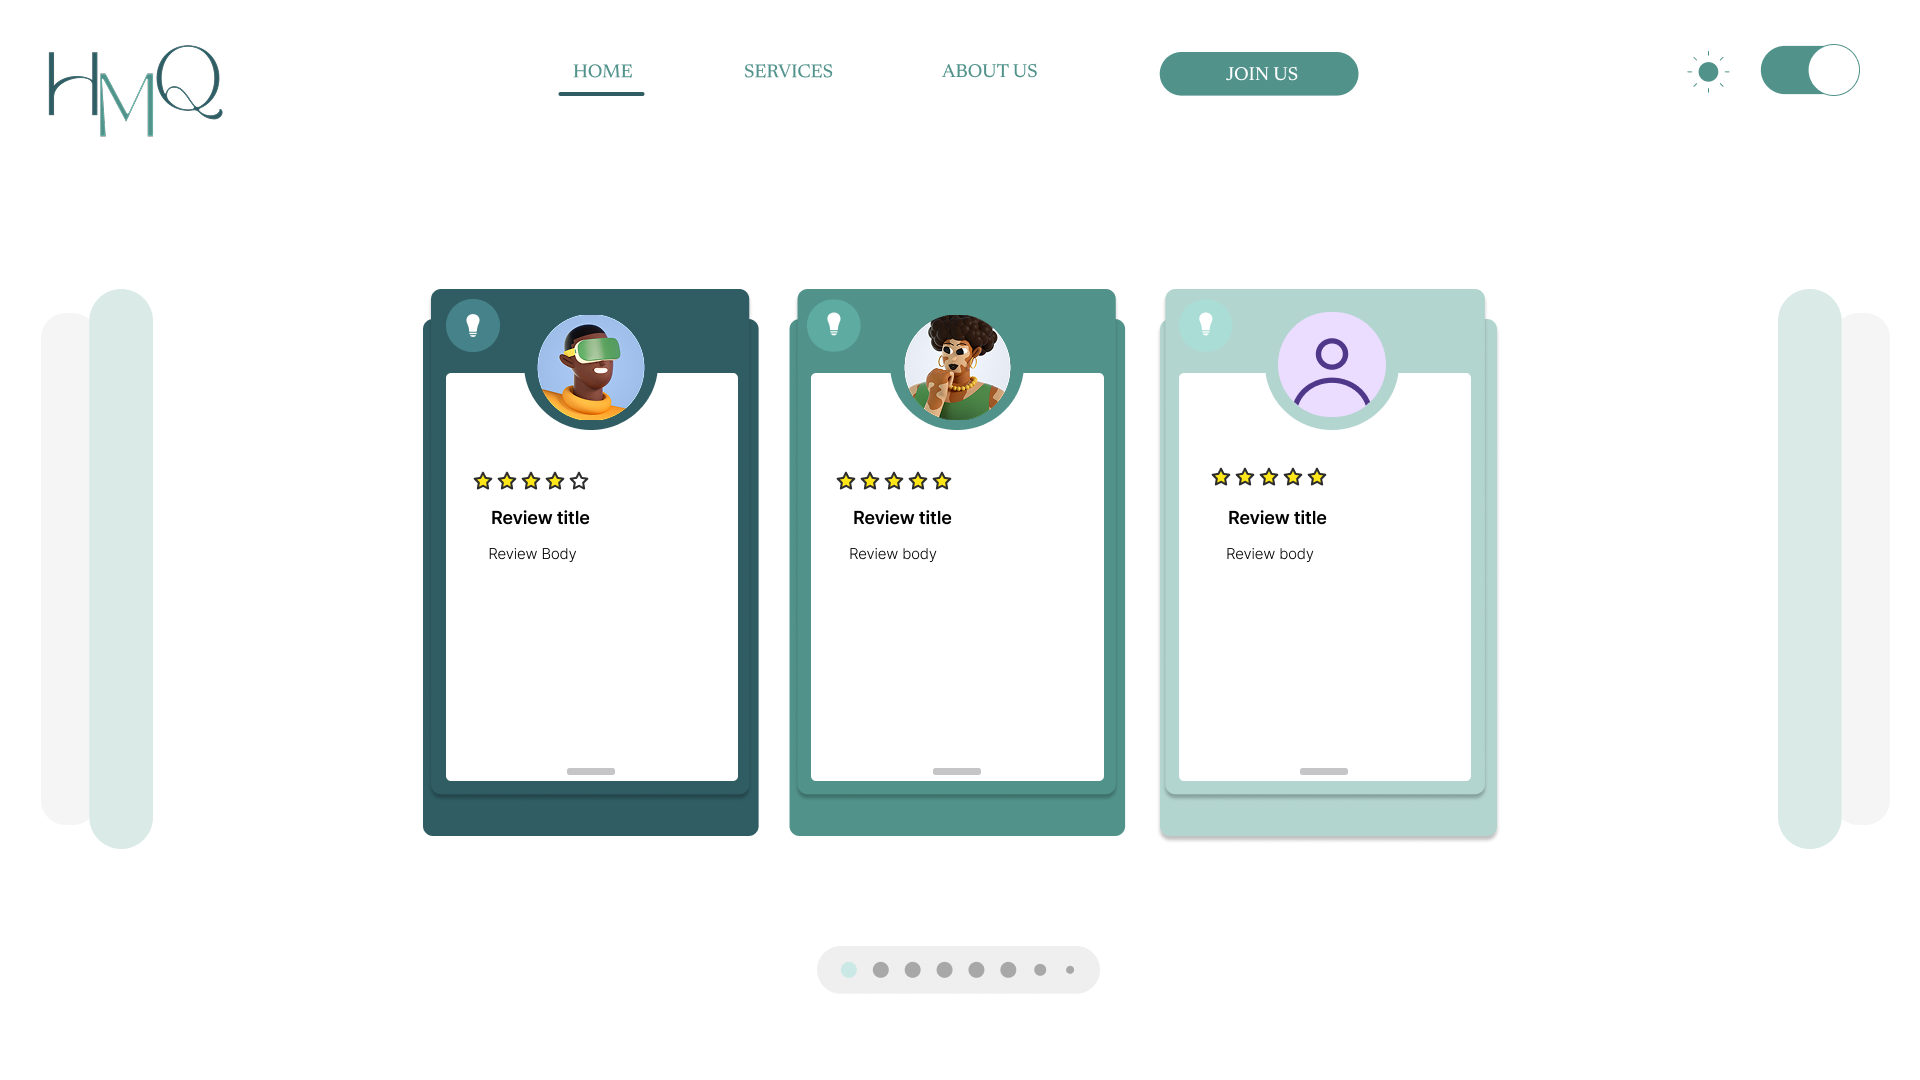 HMQ
HOME
SERVICES
ABOUT US
JOIN US
Review title
Review Body
Review title
Review body
Review title
Review body